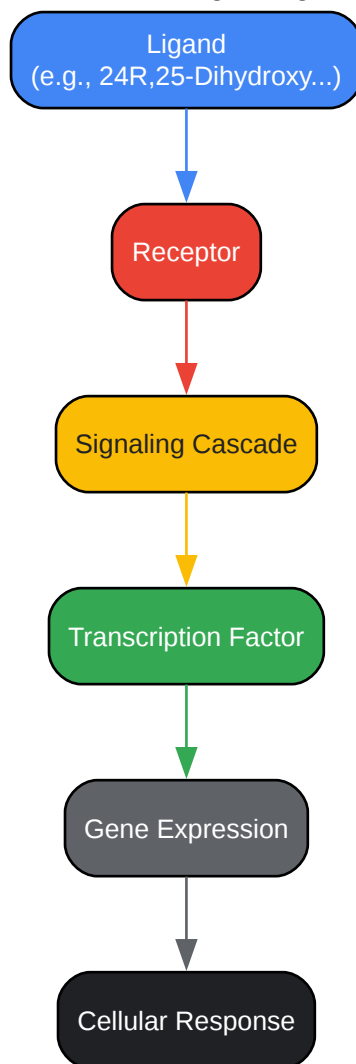 Ligand
(e.g., 24R,25-Dihydroxy...)
Receptor
Signaling Cascade
Transcription Factor
Gene Expression
Cellular Response